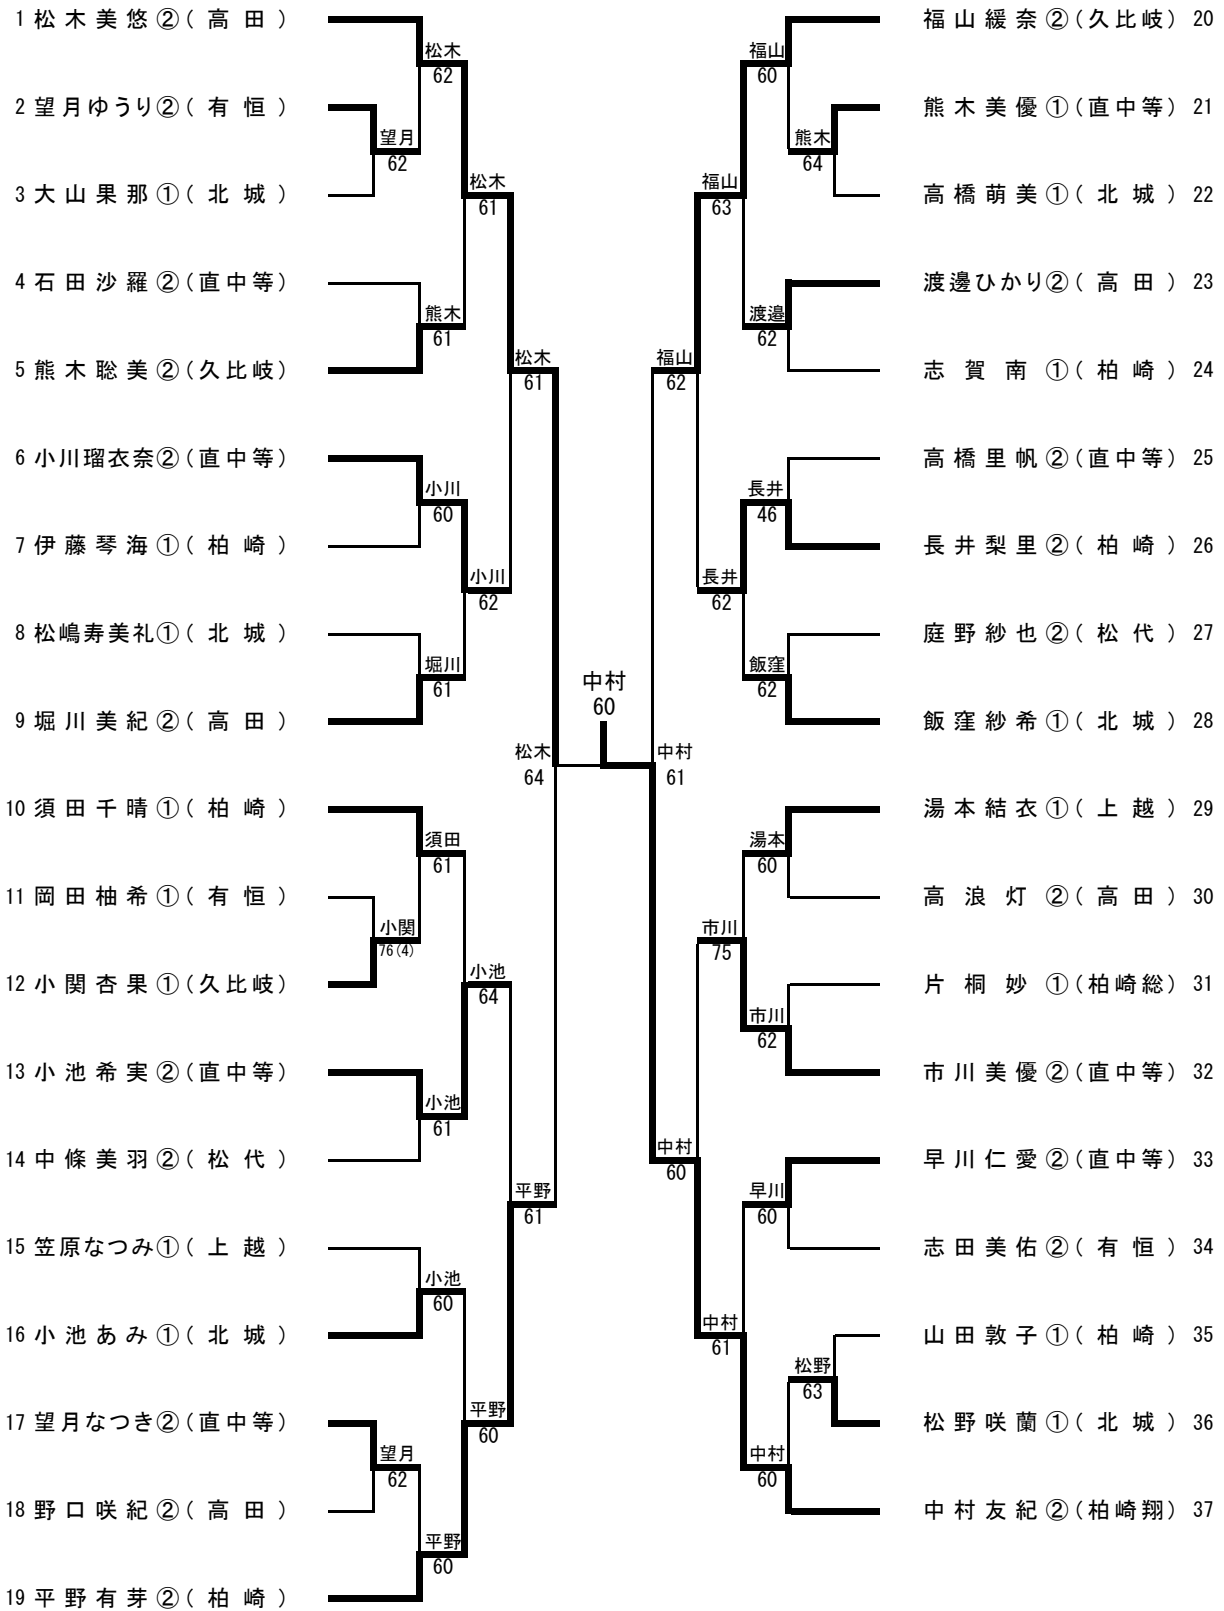 1 松木美悠②(高田)
2 望月ゆうり②(有恒)
3 大山果那①(北城)
4 石田沙羅②(直中等)
5 熊木聡美②(久比岐)
6 小川瑠衣奈②(直中等)
7 伊藤琴海①(柏崎)
8 松嶋寿美礼①(北城)
9 堀川美紀②(高田)
10 須田千晴①(柏崎)
11 岡田柚希①(有恒)
12 小関杏果①(久比岐)
13 小池希実②(直中等)
14 中條美羽②(松代)
15 笠原なつみ①(上越)
16 小池あみ①(北城)
17 望月なつき②(直中等)
18 野口咲紀②(高田)
19 平野有芽②(柏崎)
望月
62
小関
76(4)
望月
62
松木
62
熊木
61
小川
60
堀川
61
須田
61
小池
61
小池
60
平野
60
松木
61
小川
62
小池
64
平野
60
松木
61
平野
61
松木
64
中村
60
中村
61
福山
62
中村
60
福山
63
長井
62
市川
75
中村
61
福山
60
渡邉
62
長井
46
飯窪
62
湯本
60
市川
62
早川
60
中村
60
熊木
64
松野
63
福山緩奈②(久比岐) 20
熊木美優①(直中等) 21
高橋萌美①(北城) 22
渡邉ひかり②(高田) 23
志賀南①(柏崎) 24
高橋里帆②(直中等) 25
長井梨里②(柏崎) 26
庭野紗也②(松代) 27
飯窪紗希①(北城) 28
湯本結衣①(上越) 29
高浪灯②(高田) 30
片桐妙①(柏崎総) 31
市川美優②(直中等) 32
早川仁愛②(直中等) 33
志田美佑②(有恒) 34
山田敦子①(柏崎) 35
松野咲蘭①(北城) 36
中村友紀②(柏崎翔) 37